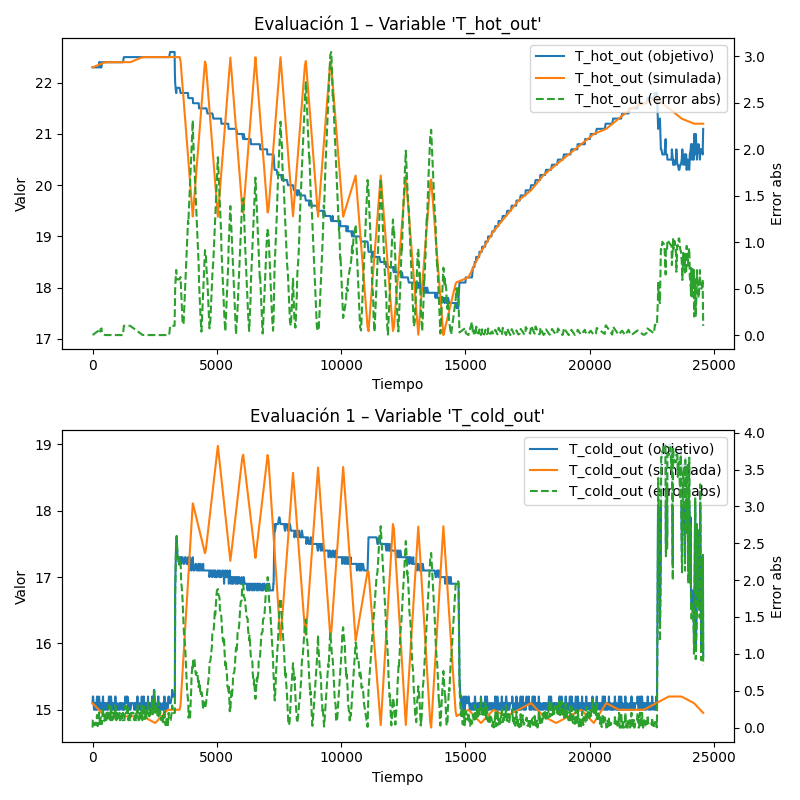 Evaluación 1 – Variable 'T_hot_out'
T_hot_out (objetivo)
T_hot_out (simulada)
T_hot_out (error abs)
22
21
20
19
18
17
Valor
3.0
2.5
2.0
1.5
1.0
0.5
0.0
Error abs
0 5000 10000 15000 20000 25000
Tiempo
Evaluación 1 – Variable 'T_cold_out'
T_cold_out (objetivo)
T_cold_out (simulada)
T_cold_out (error abs)
19
18
17
16
15
Valor
4.0
3.5
3.0
2.5
2.0
1.5
1.0
0.5
0.0
Error abs
0 5000 10000 15000 20000 25000
Tiempo